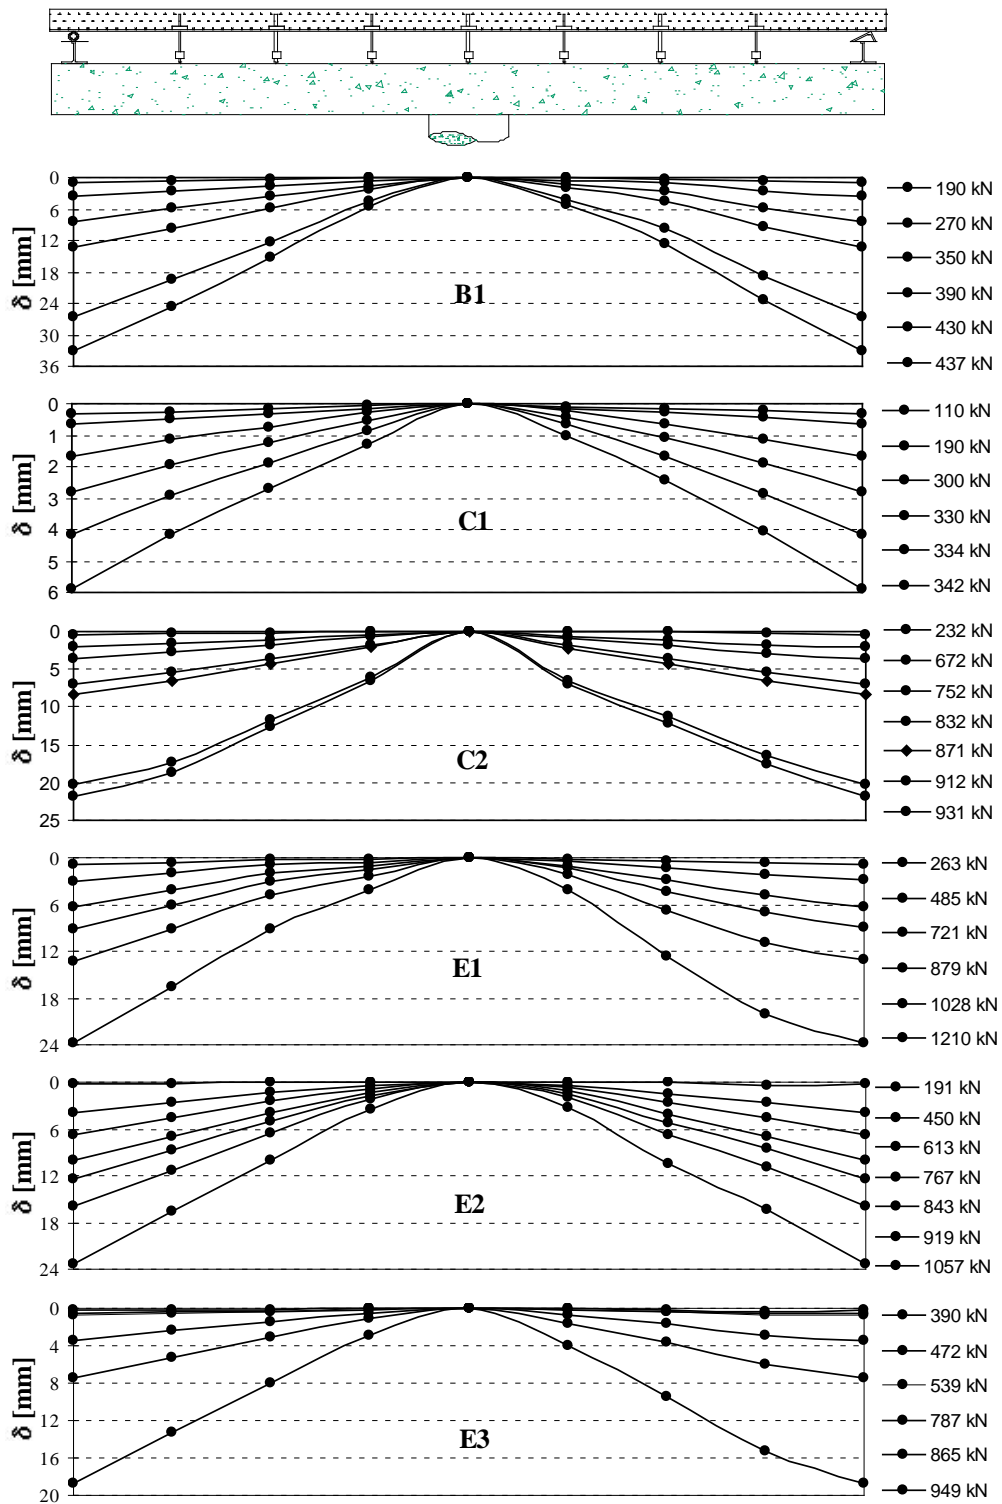 0
6
12
18
24
30
36
δ [mm]
B1
190 kN
270 kN
350 kN
390 kN
430 kN
437 kN
0
1
2
3
4
5
6
δ [mm]
C1
110 kN
190 kN
300 kN
330 kN
334 kN
342 kN
0
5
10
15
20
25
δ [mm]
C2
232 kN
672 kN
752 kN
832 kN
871 kN
912 kN
931 kN
0
6
12
18
24
δ [mm]
E1
263 kN
485 kN
721 kN
879 kN
1028 kN
1210 kN
0
6
12
18
24
δ [mm]
E2
191 kN
450 kN
613 kN
767 kN
843 kN
919 kN
1057 kN
0
4
8
12
16
20
δ [mm]
E3
390 kN
472 kN
539 kN
787 kN
865 kN
949 kN